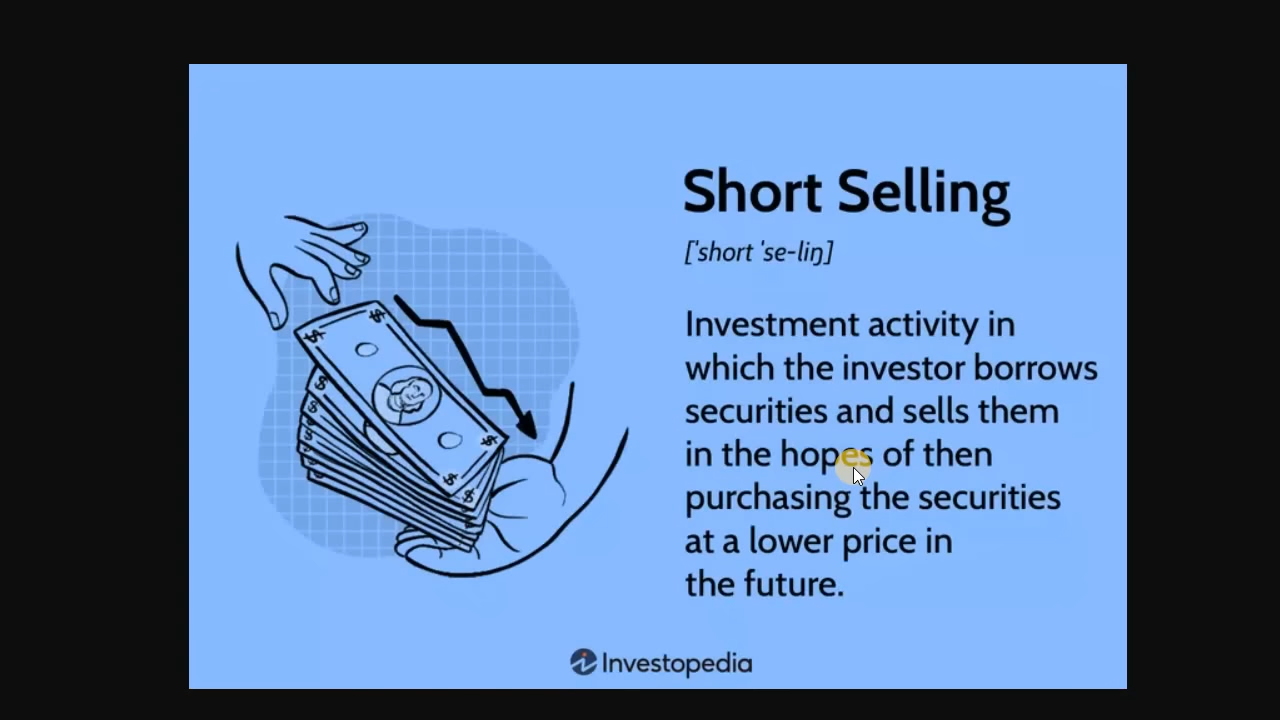 Short Selling
['short 'se-liŋ]
Investment activity in
which the investor borrows
securities and sells them
in the hopes of then
purchasing the securities
at a lower price in
the future.
Investopedia